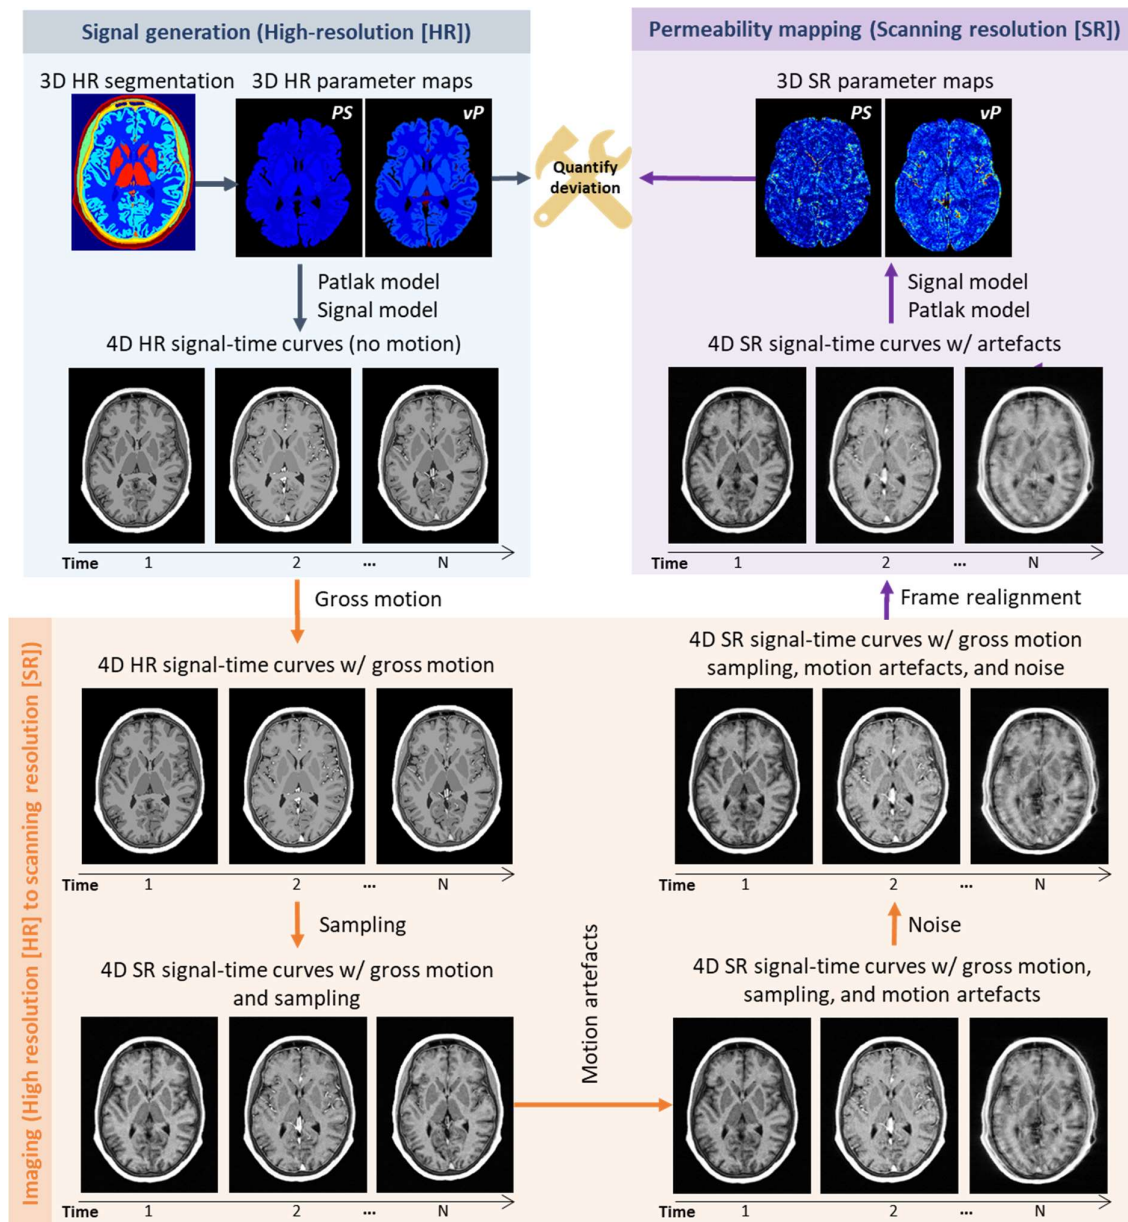 Signal generation (High-resolution [HR])
3D HR segmentation
3D HR parameter maps
PS
vP
Patlak model
Signal model
4D HR signal-time curves (no motion)
Time 1 2 ... N
Quantify
deviation
Permeability mapping (Scanning resolution [SR])
3D SR parameter maps
PS
vP
Signal model
Patlak model
4D SR signal-time curves w/ artefacts
Time 1 2 ... N
Gross motion
Frame realignment
Imaging (High resolution [HR] to scanning resolution [SR])
4D HR signal-time curves w/ gross motion
Time 1 2 ... N
Sampling
4D SR signal-time curves w/ gross motion
and sampling
Time 1 2 ... N
Motion artefacts
4D SR signal-time curves w/ gross motion
sampling, motion artefacts, and noise
Time 1 2 ... N
Noise
4D SR signal-time curves w/ gross motion,
sampling, and motion artefacts
Time 1 2 ... N